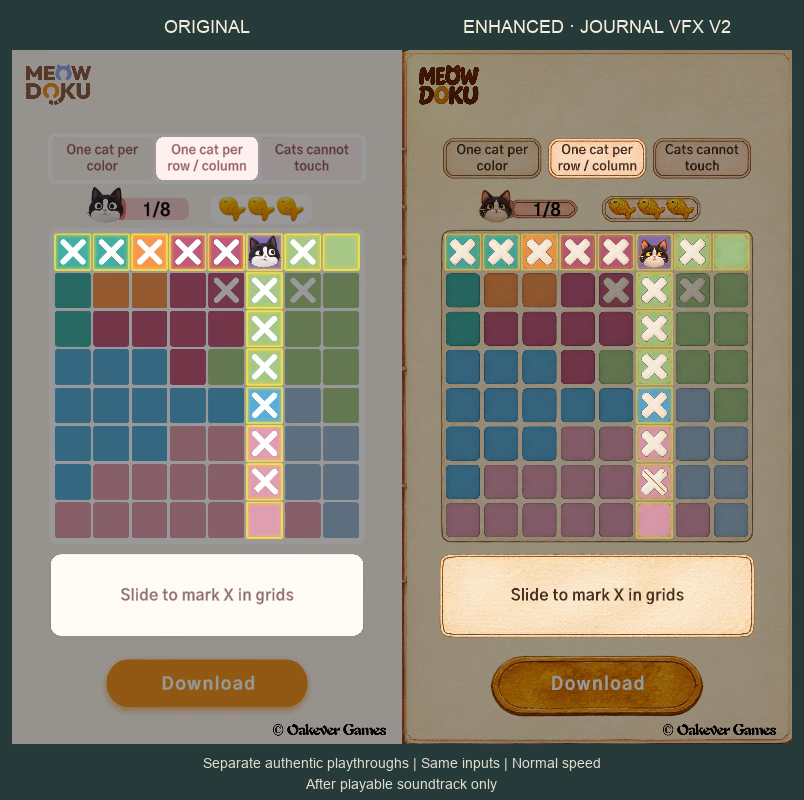 ORIGINAL
ENHANCED · JOURNAL VFX V2
MEOW
DOKU
MEOW
DOKU
One cat per
color
One cat per
row / column
Cats cannot
touch
One cat per
color
One cat per
row / column
Cats cannot
touch
1/8
1/8
Slide to mark X in grids
Slide to mark X in grids
Download
Download
© Oakever Games
© Oakever Games
Separate authentic playthroughs | Same inputs | Normal speed
After playable soundtrack only